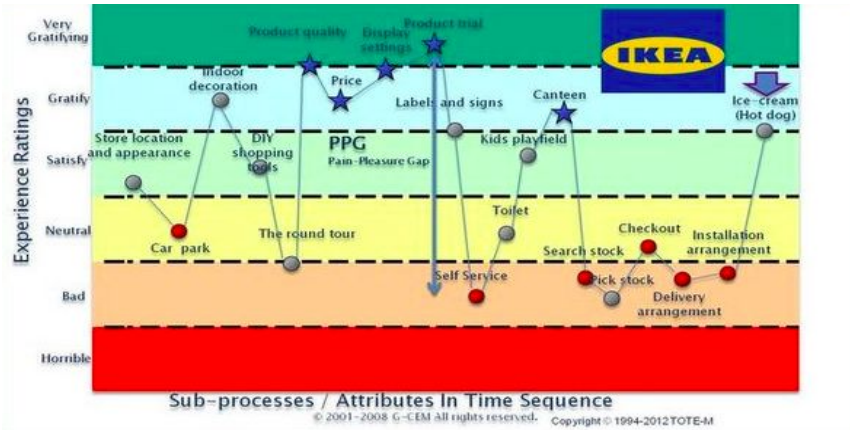 Very
Gratifying
Gratify
Satisfy
Neutral
Bad
Horrible
Experience Ratings
Product quality
Display
settings
Product trial
IKEA
Indoor
decoration
Price
Labels and signs
Canteen
Ice-cream
(Hot dog)
Store location
and appearance
DIY
shopping
tools
PPG
Pain-Pleasure Gap
Kids playfield
Car park
The round tour
Toilet
Checkout
Installation
arrangement
Search stock
Self Service
Pick stock
Delivery
arrangement
Sub-processes / Attributes In Time Sequence
© 2001-2008 G-CEM All rights reserved.
Copyright © 1994-2012 TOTE-M